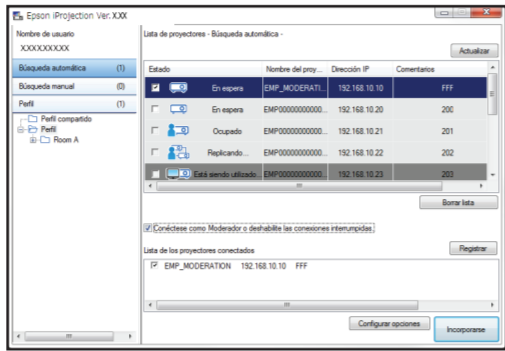 Epson iProjection Ver. X.XX
Nombre de usuario
XXXXXXXXX
Búsqueda automática (1)
Búsqueda manual (0)
Perfil (1)
Perfil compartido
Perfil
Room A
Lista de proyectores - Búsqueda automática -
Actualizar
Estado Nombre del proy... Dirección IP Comentarios
En espera EMP_MODERATI... 192.168.10.10 FFF
En espera EMP00000000000... 192.168.10.20 200
Ocupado EMP00000000000... 192.168.10.21 201
Replicando... EMP00000000000... 192.168.10.22 202
Está siendo utilizado... EMP00000000000... 192.168.10.23 203
Borrar lista
Conéctese como Moderador o deshabilite las conexiones interrumpidas.
Lista de los proyectores conectados
Registrar
EMP_MODERATION 192.168.10.10 FFF
Configurar opciones
Incorporarse